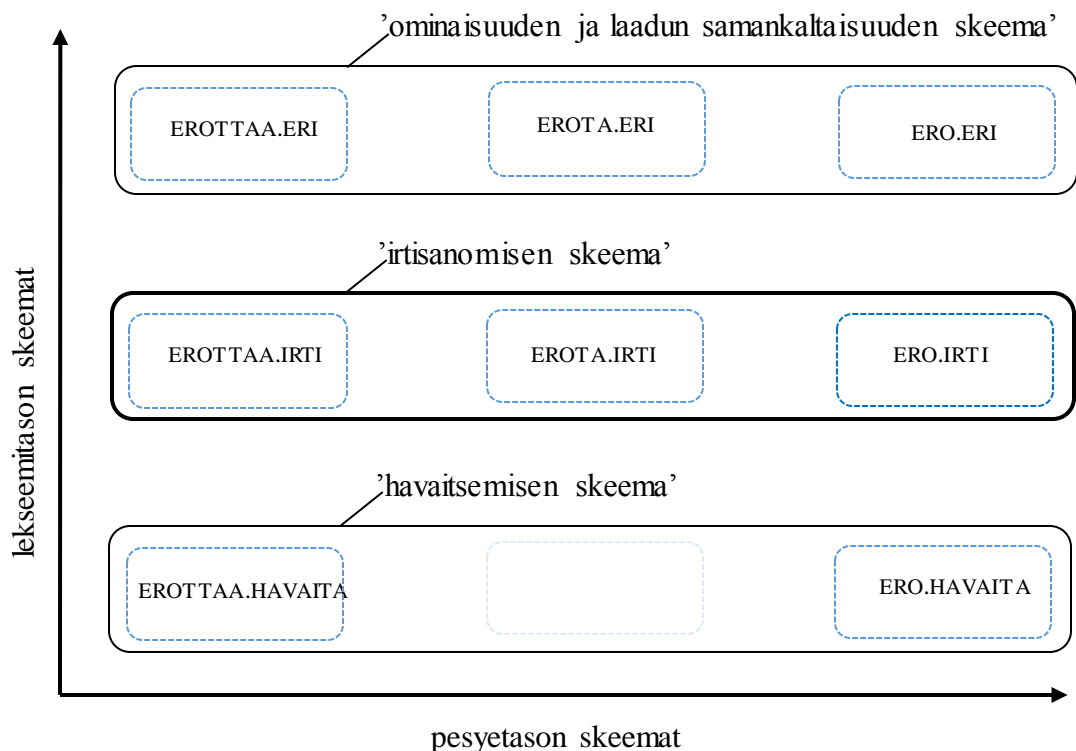 ’ominaisuuden ja laadun samankaltaisuuden skeema’
EROTTAA.ERI
EROTA.ERI
ERO.ERI
’irtisanomisen skeema’
EROTTAA.IRTI
EROTA.IRTI
ERO.IRTI
’havaitsemisen skeema’
EROTTAA.HAVAITA
ERO.HAVAITA
lekseemitason skeemat
pesyetason skeemat